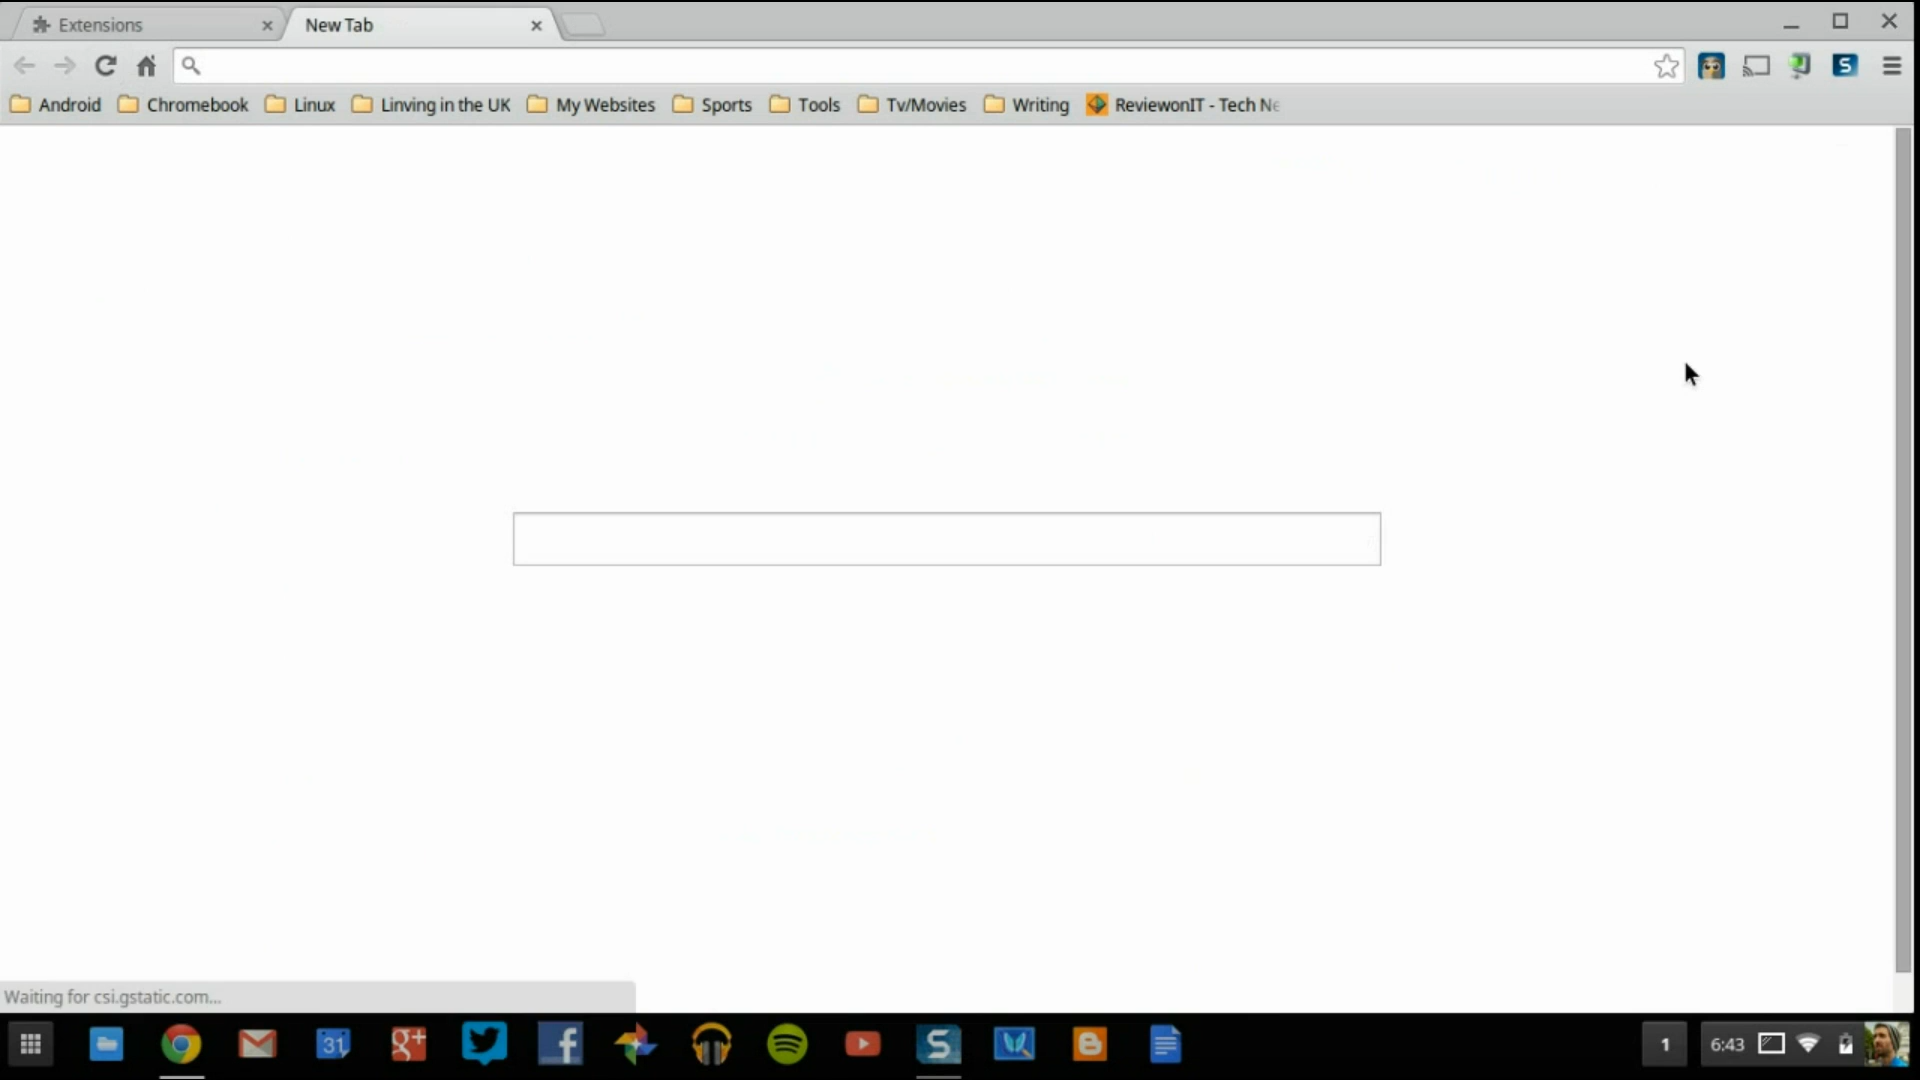 Extensions
New Tab
Android Chromebook Linux Linving in the UK My Websites Sports Tools Tv/Movies Writing ReviewonIT - Tech Ne
Waiting for csi.gstatic.com...
31 g+ f S B 1 6:43
S